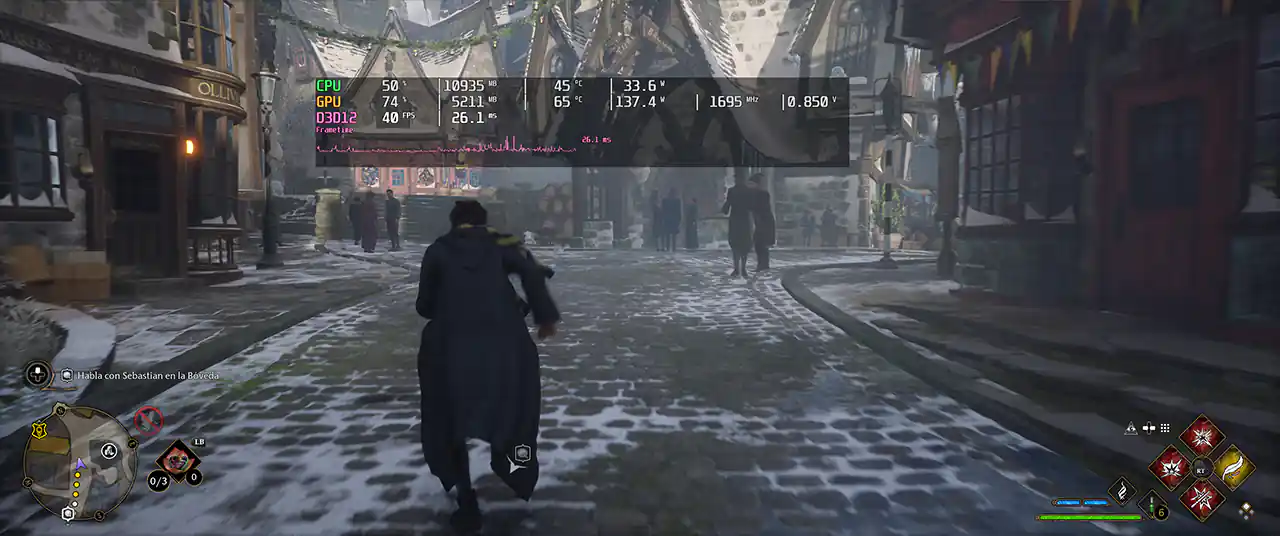 CPU 50 % 10935 MB 45 °C 33.6 W
GPU 74 % 5211 MB 65 °C 137.4 W 1695 MHz 0.850 V
D3D12 40 FPS 26.1 ms
Frametime
26.1 ms
OLLIV
Habla con Sebastian en la Bóveda
LB
0/3
0
RT
6